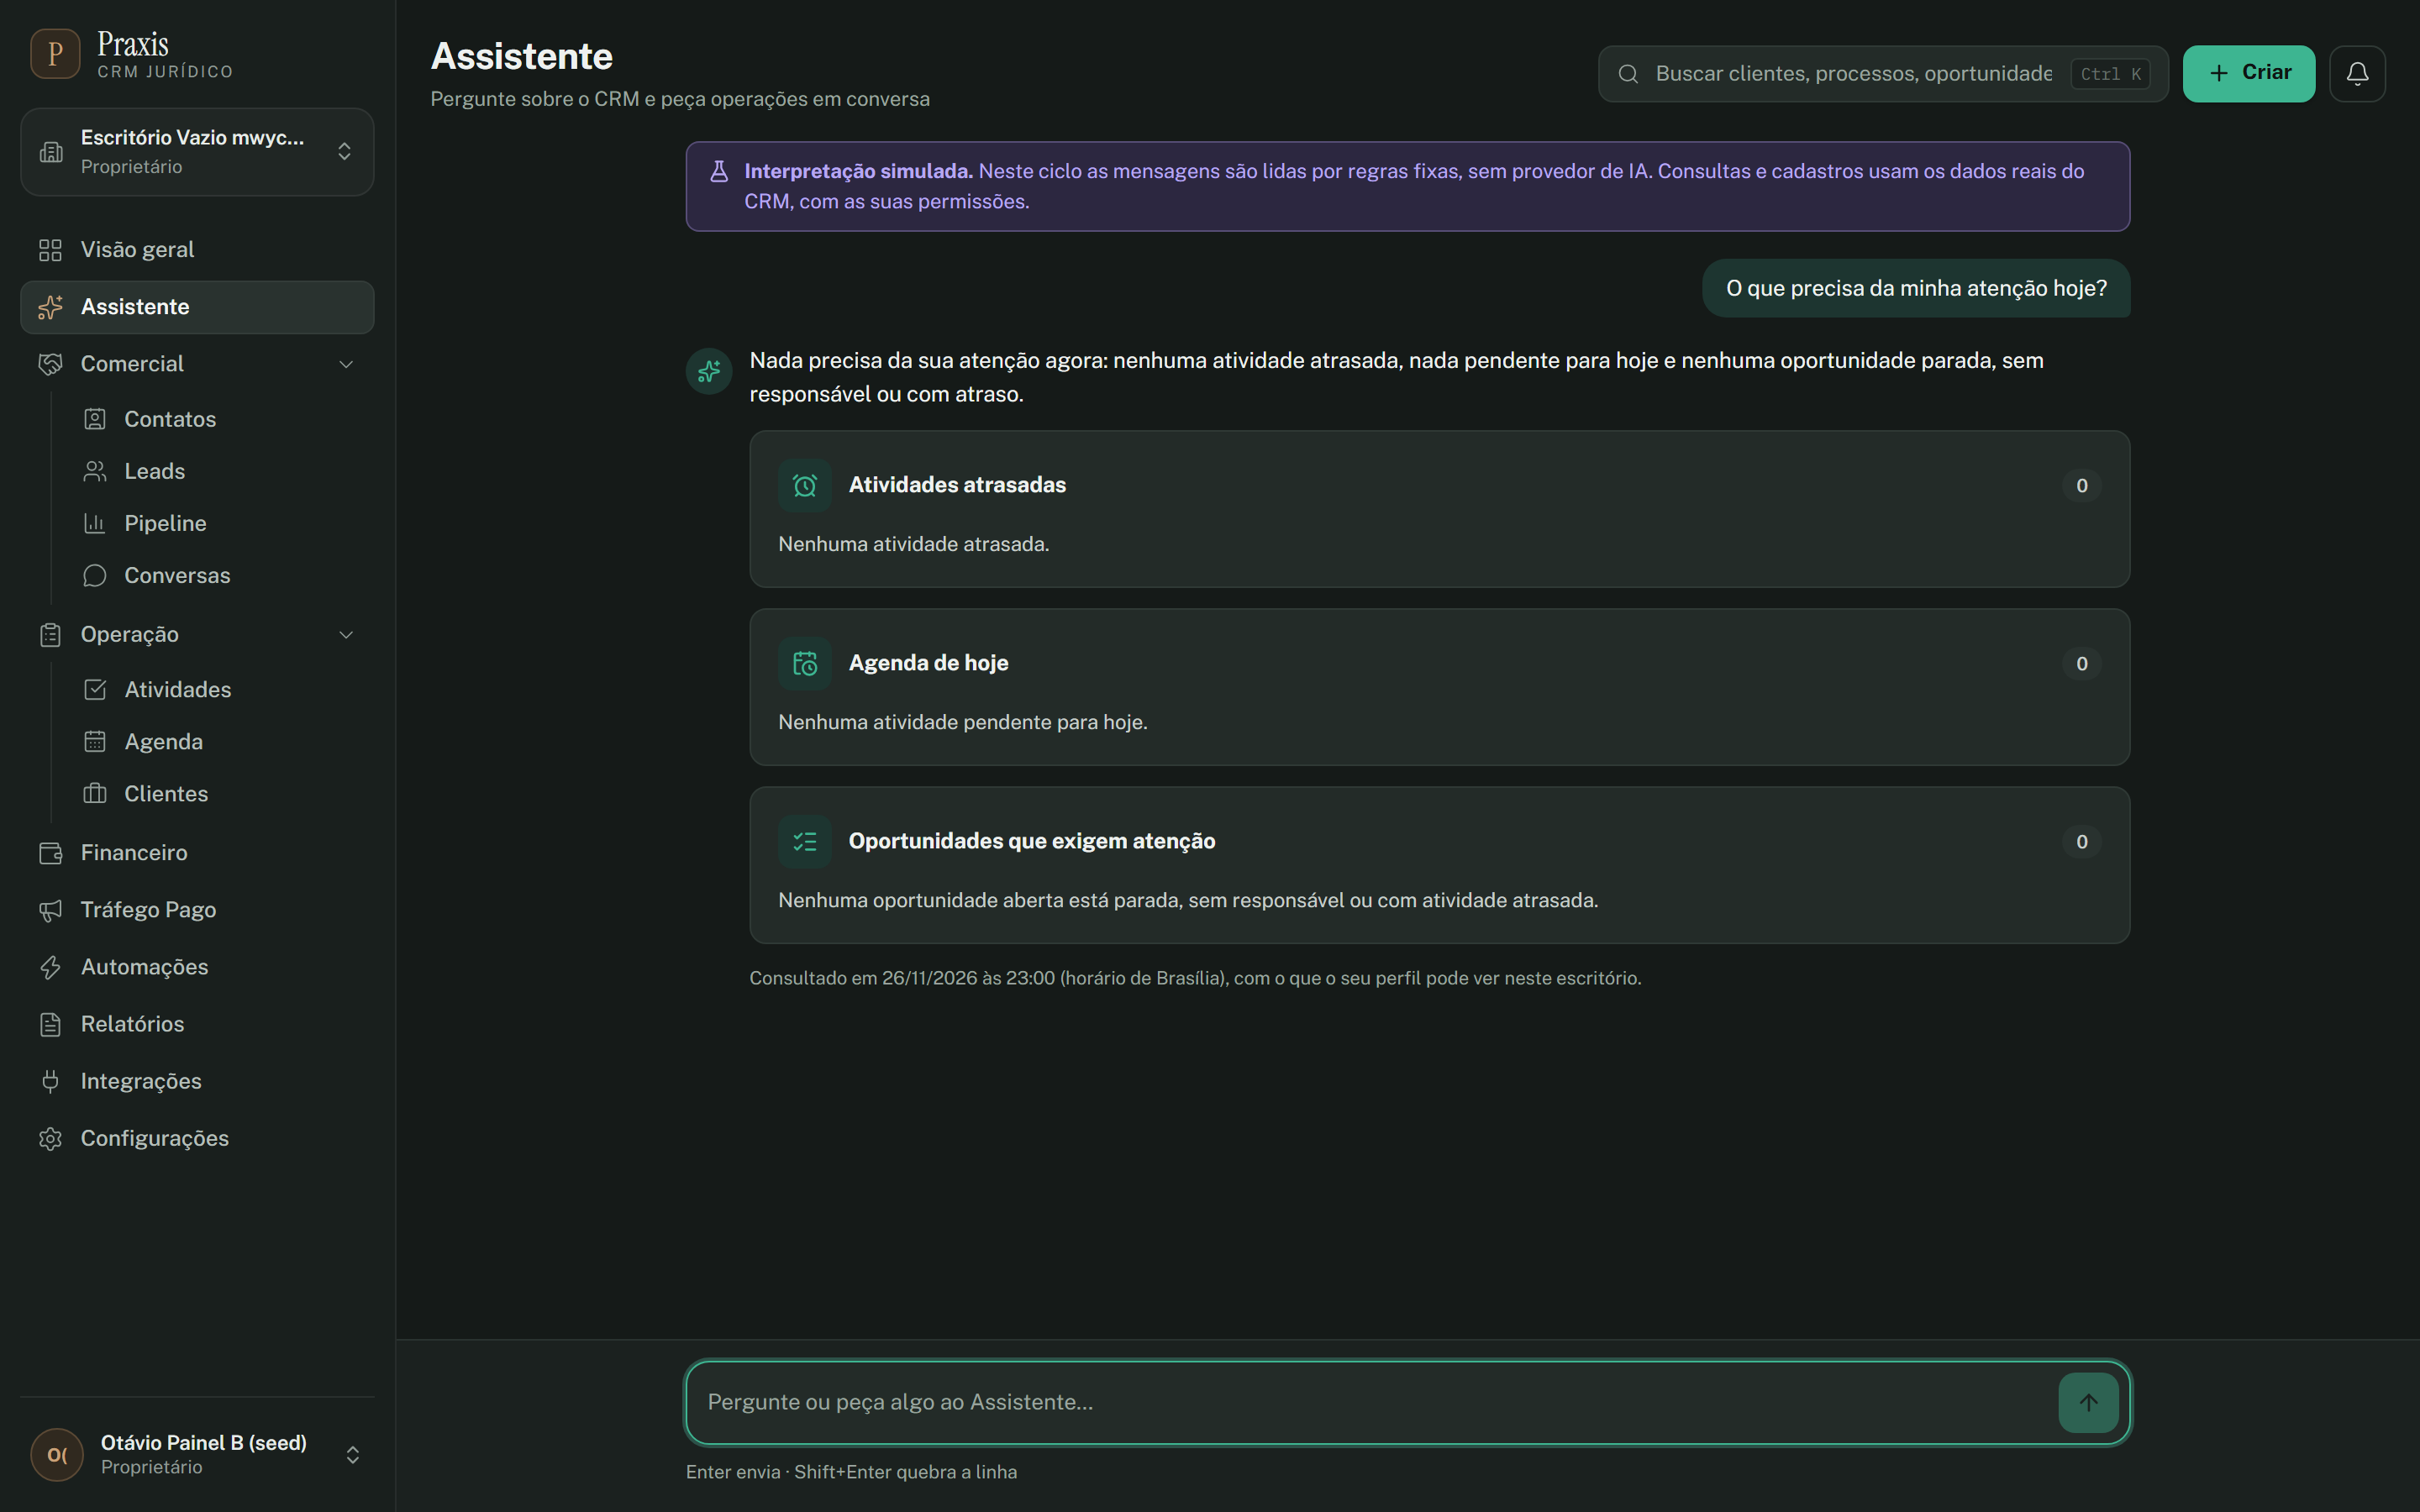 P
Praxis
CRM JURÍDICO
Escritório Vazio mwyc...
Proprietário
Visão geral
Assistente
Comercial
Contatos
Leads
Pipeline
Conversas
Operação
Atividades
Agenda
Clientes
Financeiro
Tráfego Pago
Automações
Relatórios
Integrações
Configurações
O(
Otávio Painel B (seed)
Proprietário
Assistente
Pergunte sobre o CRM e peça operações em conversa
Buscar clientes, processos, oportunidade
Ctrl K
+ Criar
Interpretação simulada. Neste ciclo as mensagens são lidas por regras fixas, sem provedor de IA. Consultas e cadastros usam os dados reais do
CRM, com as suas permissões.
O que precisa da minha atenção hoje?
Nada precisa da sua atenção agora: nenhuma atividade atrasada, nada pendente para hoje e nenhuma oportunidade parada, sem
responsável ou com atraso.
Atividades atrasadas
0
Nenhuma atividade atrasada.
Agenda de hoje
0
Nenhuma atividade pendente para hoje.
Oportunidades que exigem atenção
0
Nenhuma oportunidade aberta está parada, sem responsável ou com atividade atrasada.
Consultado em 26/11/2026 às 23:00 (horário de Brasília), com o que o seu perfil pode ver neste escritório.
Pergunte ou peça algo ao Assistente...
Enter envia · Shift+Enter quebra a linha